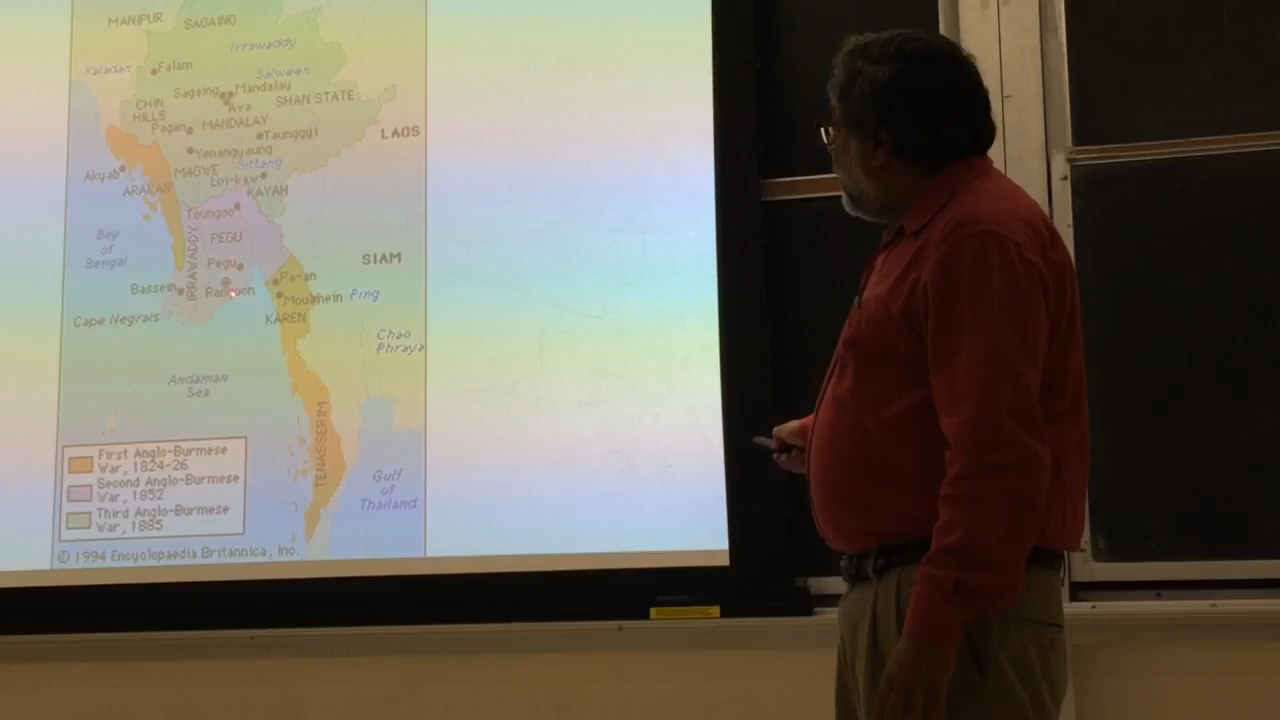 MANIPUR
SAGAING
Irrawaddy
Kaladan
Falam
Salween
Sagaing
Mandalay
CHIN
HILLS
Ava
SHAN STATE
Pagan
MANDALAY
Taunggyi
LAOS
Yenangyaung
Sittang
Akyab
MAGWE
Loi-kaw
ARAKAN
KAYAH
Toungoo
Bay
of
Bengal
IRRAWADDY
PEGU
SIAM
Pegu
Pa-an
Bassein
Rangoon
Moulmein
Ping
Cape Negrais
KAREN
Chao
Phraya
Andaman
Sea
TENASSERIM
Gulf
of
Thailand
First Anglo-Burmese
War, 1824-26
Second Anglo-Burmese
War, 1852
Third Anglo-Burmese
War, 1885
© 1994 Encyclopaedia Britannica, Inc.